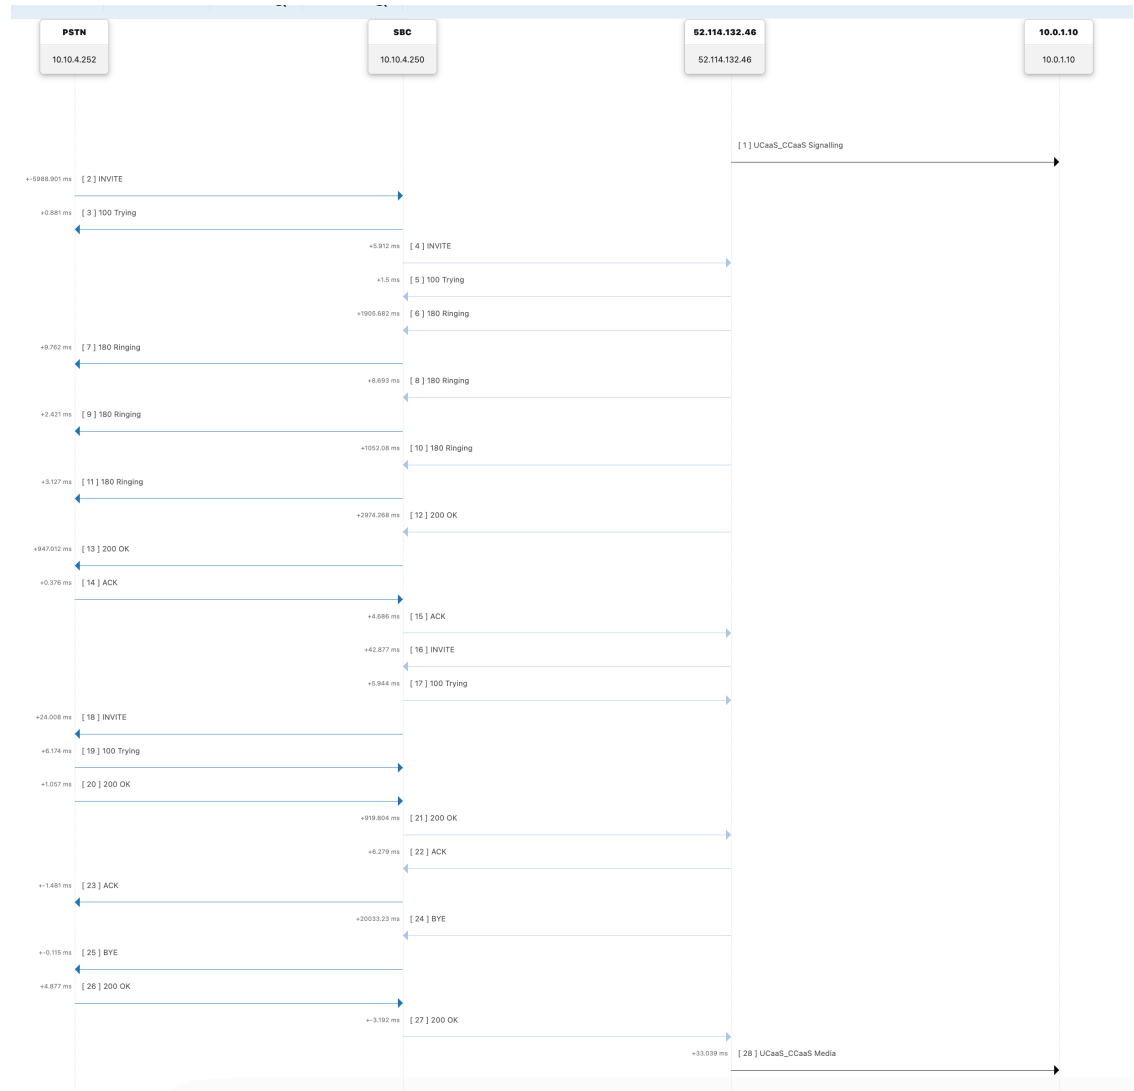 PSTN SBC 52.114.132.46 10.0.1.10
10.10.4.252 10.10.4.250 52.114.132.46 10.0.1.10
[ 1 ] UCaaS_CCaaS Signalling
+-5988.901 ms [ 2 ] INVITE
+0.881 ms [ 3 ] 100 Trying
+5.912 ms [ 4 ] INVITE
+1.5 ms [ 5 ] 100 Trying
+1905.682 ms [ 6 ] 180 Ringing
+9.762 ms [ 7 ] 180 Ringing
+8.693 ms [ 8 ] 180 Ringing
+2.421 ms [ 9 ] 180 Ringing
+1052.08 ms [ 10 ] 180 Ringing
+3.127 ms [ 11 ] 180 Ringing
+2974.268 ms [ 12 ] 200 OK
+947.012 ms [ 13 ] 200 OK
+0.376 ms [ 14 ] ACK
+4.686 ms [ 15 ] ACK
+42.877 ms [ 16 ] INVITE
+5.944 ms [ 17 ] 100 Trying
+24.008 ms [ 18 ] INVITE
+6.174 ms [ 19 ] 100 Trying
+1.057 ms [ 20 ] 200 OK
+919.804 ms [ 21 ] 200 OK
+6.279 ms [ 22 ] ACK
+-1.481 ms [ 23 ] ACK
+20033.23 ms [ 24 ] BYE
+-0.115 ms [ 25 ] BYE
+4.877 ms [ 26 ] 200 OK
+-3.192 ms [ 27 ] 200 OK
+33.039 ms [ 28 ] UCaaS_CCaaS Media